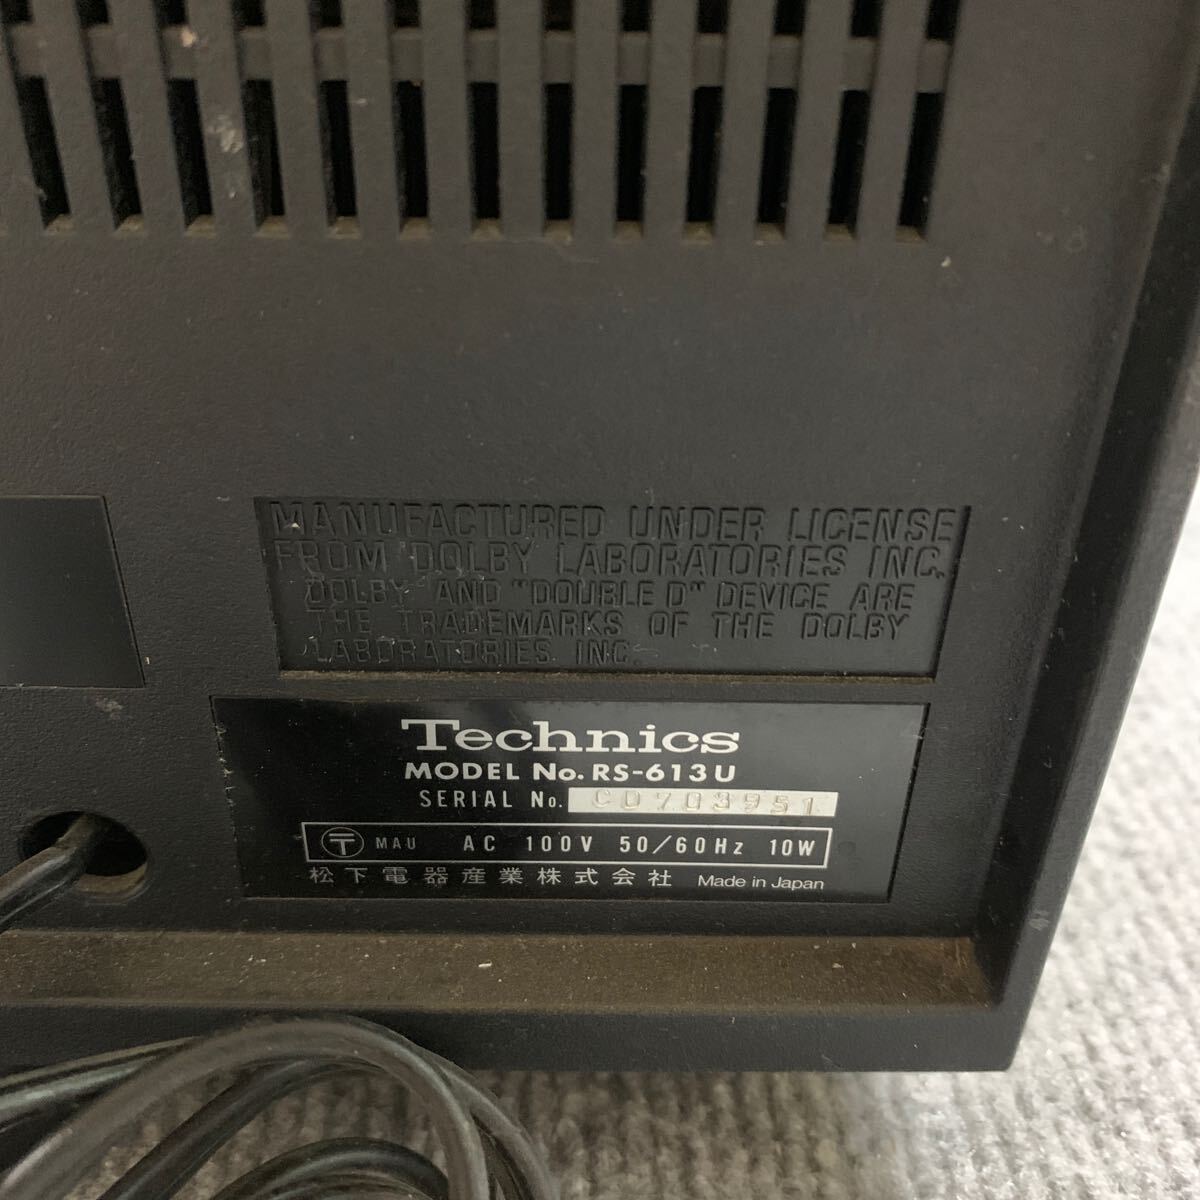 MANUFACTURED UNDER LICENSE
FROM DOLBY LABORATORIES INC.
DOLBY AND "DOUBLE D" DEVICE ARE
THE TRADEMARKS OF THE DOLBY
LABORATORIES INC.
Technics
MODEL No. RS-613U
SERIAL No. CD703951
〒 MAU AC 100V 50/60Hz 10W
松下電器産業株式会社 Made in Japan